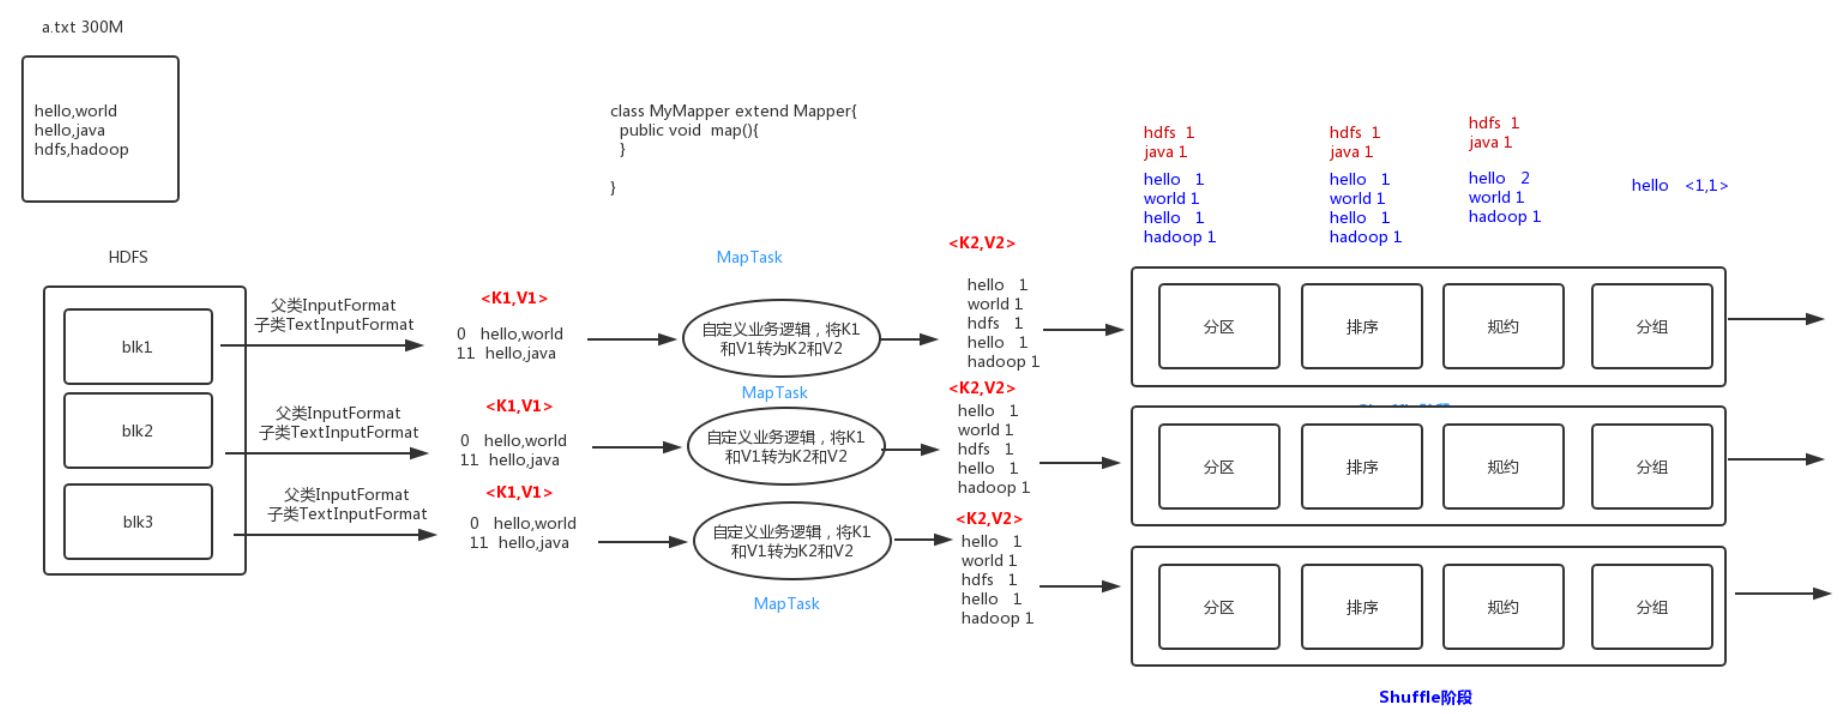 a.txt 300M
hello,world
hello,java
hdfs,hadoop
class MyMapper extend Mapper{
public void  map(){
}
}
HDFS
blk1
blk2
blk3
父类InputFormat
子类TextInputFormat
父类InputFormat
子类TextInputFormat
父类InputFormat
子类TextInputFormat
<K1,V1>
0   hello,world
11  hello,java
<K1,V1>
0   hello,world
11  hello,java
<K1,V1>
0   hello,world
11  hello,java
MapTask
自定义业务逻辑，将K1
和V1转为K2和V2
MapTask
自定义业务逻辑，将K1
和V1转为K2和V2
自定义业务逻辑，将K1
和V1转为K2和V2
MapTask
<K2,V2>
hello   1
world 1
hdfs   1
hello   1
hadoop 1
<K2,V2>
hello   1
world 1
hdfs   1
hello   1
hadoop 1
<K2,V2>
hello   1
world 1
hdfs   1
hello   1
hadoop 1
hdfs  1
java 1
hello   1
world 1
hello   1
hadoop 1
hdfs  1
java 1
hello   1
world 1
hello   1
hadoop 1
hdfs  1
java 1
hello   2
world 1
hadoop 1
hello   <1,1>
分区
排序
规约
分组
分区
排序
规约
分组
分区
排序
规约
分组
Shuffle阶段